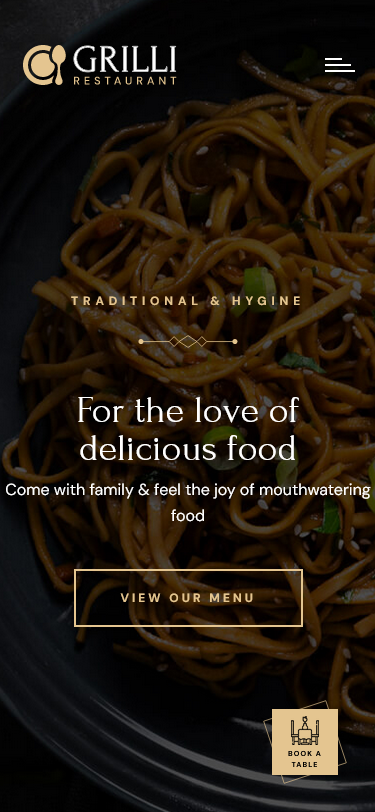 GRILLI
RESTAURANT
TRADITIONAL & HYGINE
For the love of
delicious food
Come with family & feel the joy of mouthwatering
food
VIEW OUR MENU
BOOK A
TABLE